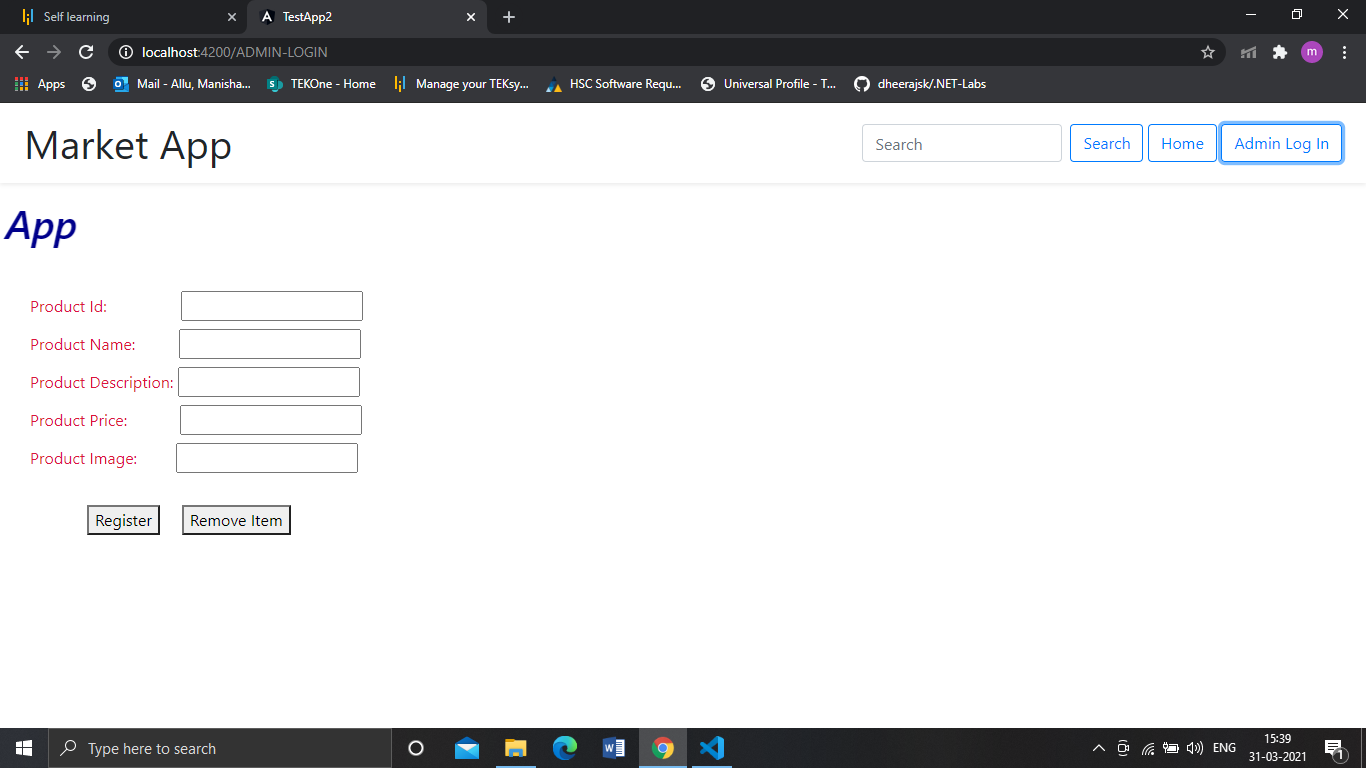 Self learning
TestApp2
localhost:4200/ADMIN-LOGIN
m
Apps
Mail - Allu, Manisha...
TEKOne - Home
Manage your TEKsy...
HSC Software Requ...
Universal Profile - T...
dheerajsk/.NET-Labs
Market App
Search
Search
Home
Admin Log In
App
Product Id:
Product Name:
Product Description:
Product Price:
Product Image:
Register
Remove Item
Type here to search
ENG
15:39
31-03-2021
1